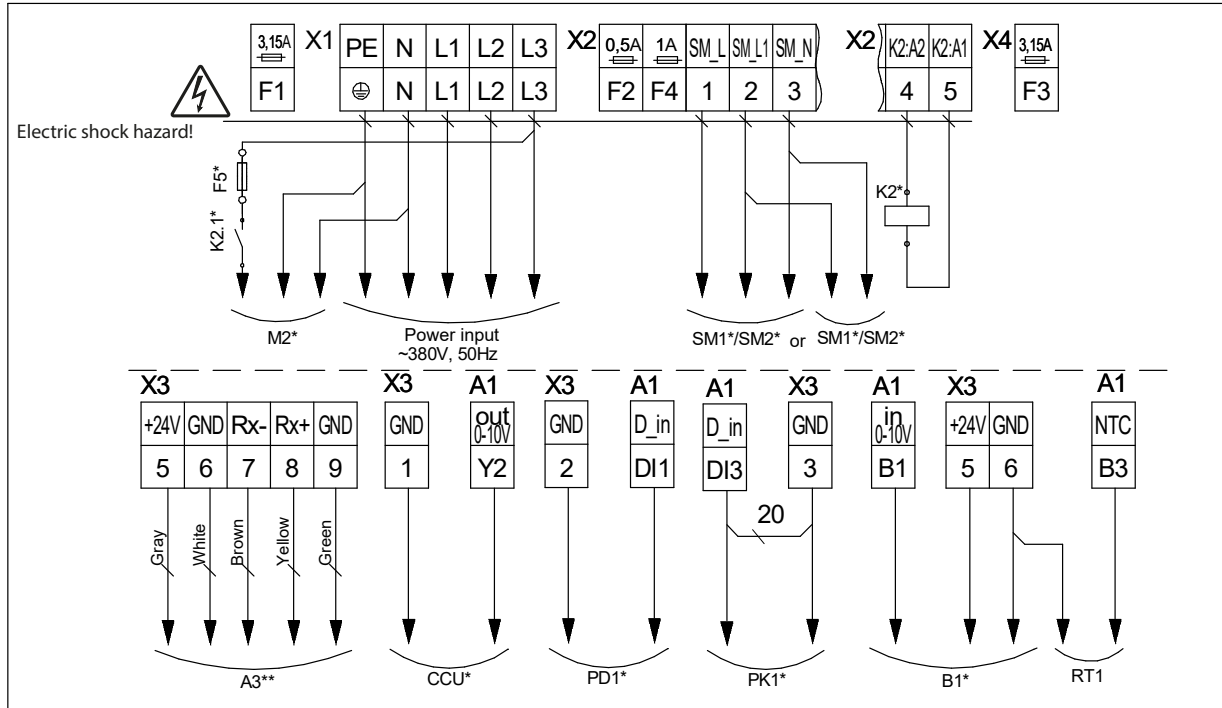 3,15A X1 PE N L1 L2 L3 X2 0,5A 1A SM_L SM_L1 SM_N X2 K2:A2 K2:A1 X4 3,15A
F1 N L1 L2 L3 F2 F4 1 2 3 4 5 F3
Electric shock hazard!
F5*
K2.1*
K2*
M2*
Power input
~380V, 50Hz
SM1*/SM2* or SM1*/SM2*
X3 X3 A1 X3 A1 A1 X3 A1 X3 A1
+24V GND Rx- Rx+ GND GND out 0-10V GND D_in D_in GND in 0-10V +24V GND NTC
5 6 7 8 9 1 Y2 2 DI1 DI3 3 B1 5 6 B3
20
Gray White Brown Yellow Green
A3** CCU* PD1* PK1* B1* RT1